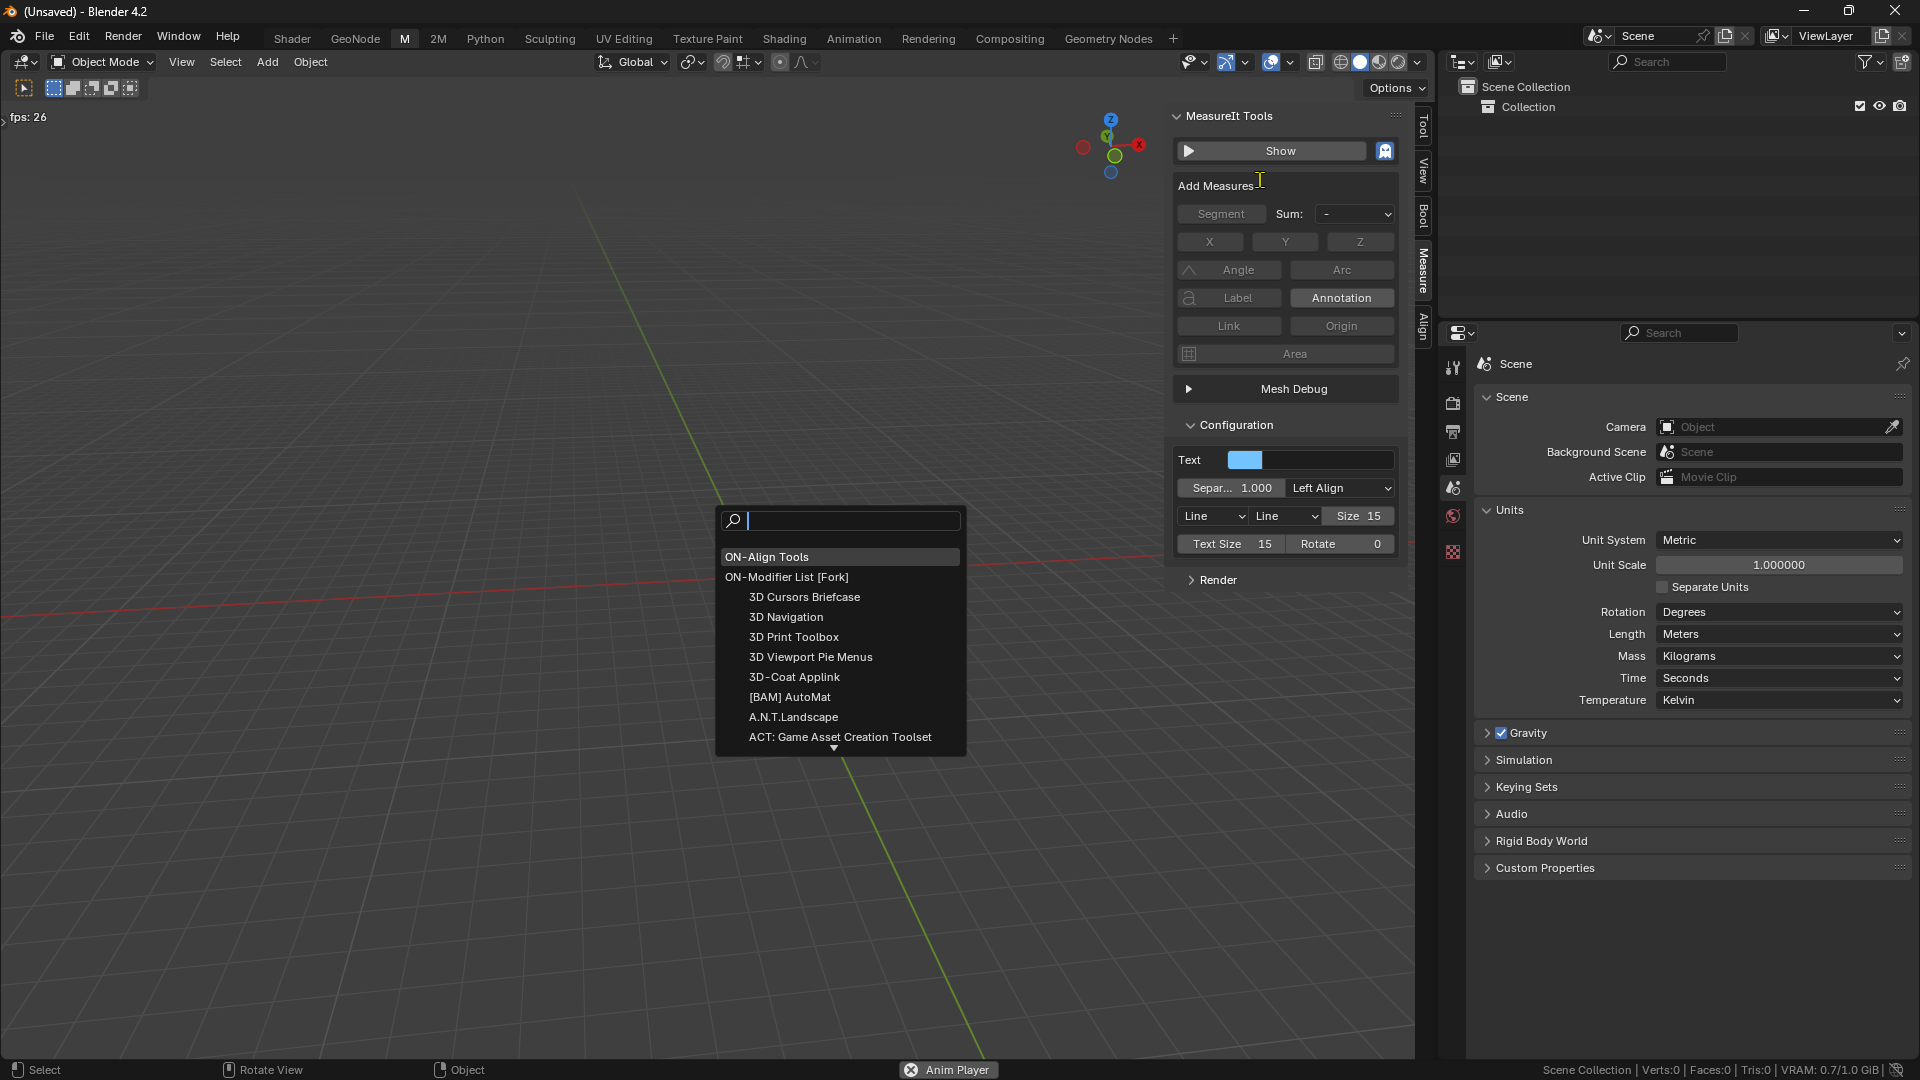 (Unsaved) - Blender 4.2
File Edit Render Window Help
Shader GeoNode M 2M Python Sculpting UV Editing Texture Paint Shading Animation Rendering Compositing Geometry Nodes
Scene
ViewLayer
Object Mode View Select Add Object
Global
Options
fps: 26
Z
Y
X
MeasureIt Tools
Show
Add Measures
Segment Sum: -
X Y Z
Angle Arc
a Label Annotation
Link Origin
Area
Mesh Debug
Configuration
Text
Separ... 1.000 Left Align
Line Line Size 15
Text Size 15 Rotate 0
Render
Tool
View
Bool
Measure
Align
ON-Align Tools
ON-Modifier List [Fork]
3D Cursors Briefcase
3D Navigation
3D Print Toolbox
3D Viewport Pie Menus
3D-Coat Applink
[BAM] AutoMat
A.N.T.Landscape
ACT: Game Asset Creation Toolset
Search
Scene Collection
Collection
Search
Scene
Scene
Camera Object
Background Scene Scene
Active Clip Movie Clip
Units
Unit System Metric
Unit Scale 1.000000
Separate Units
Rotation Degrees
Length Meters
Mass Kilograms
Time Seconds
Temperature Kelvin
Gravity
Simulation
Keying Sets
Audio
Rigid Body World
Custom Properties
Select Rotate View Object Anim Player Scene Collection | Verts:0 | Faces:0 | Tris:0 | VRAM: 0.7/1.0 GiB |